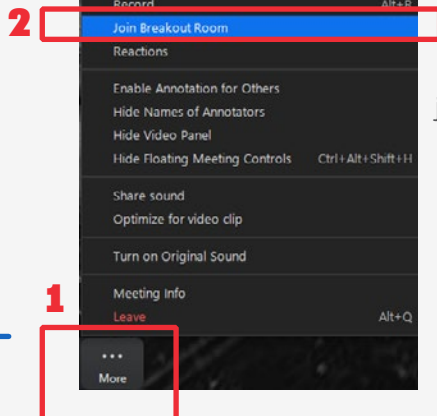 Record Alt+R
2
Join Breakout Room
Reactions
Enable Annotation for Others
Hide Names of Annotators
Hide Video Panel
Hide Floating Meeting Controls Ctrl+Alt+Shift+H
Share sound
Optimize for video clip
Turn on Original Sound
Meeting Info
1
Leave Alt+Q
More